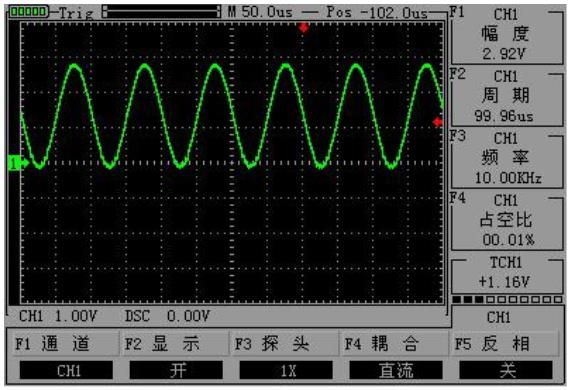 Trig M 50.0us Pos -102.0us
F1 CH1
幅 度
2.92V
F2 CH1
周 期
99.96us
F3 CH1
频 率
10.00KHz
F4 CH1
占空比
00.01%
TCH1
+1.16V
1
CH1 1.00V DSC 0.00V CH1
F1 通 道 F2 显 示 F3 探 头 F4 耦 合 F5 反 相
CH1 开 1X 直流 关